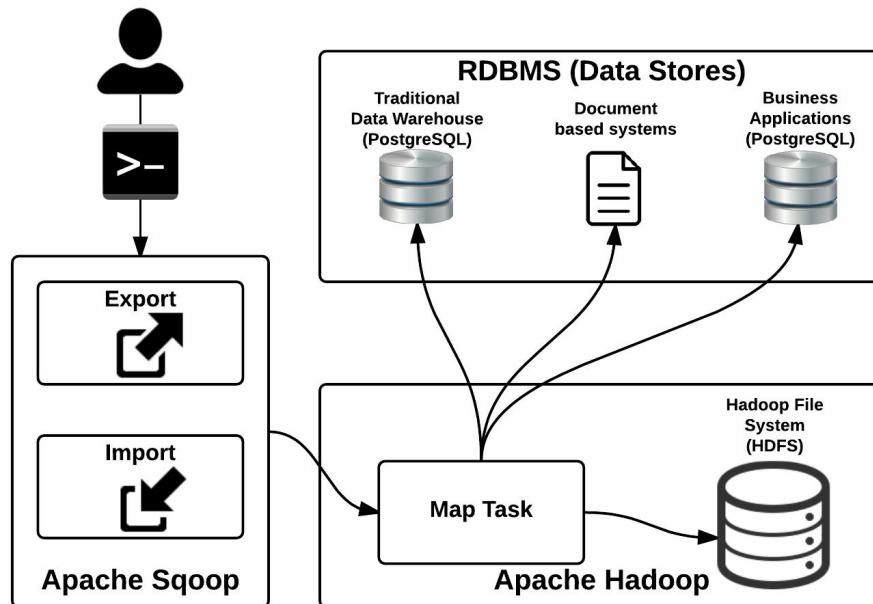 RDBMS (Data Stores)
Traditional
Data Warehouse
(PostgreSQL)
Document
based systems
Business
Applications
(PostgreSQL)
>–
Export
Import
Apache Sqoop
Hadoop File
System
(HDFS)
Map Task
Apache Hadoop